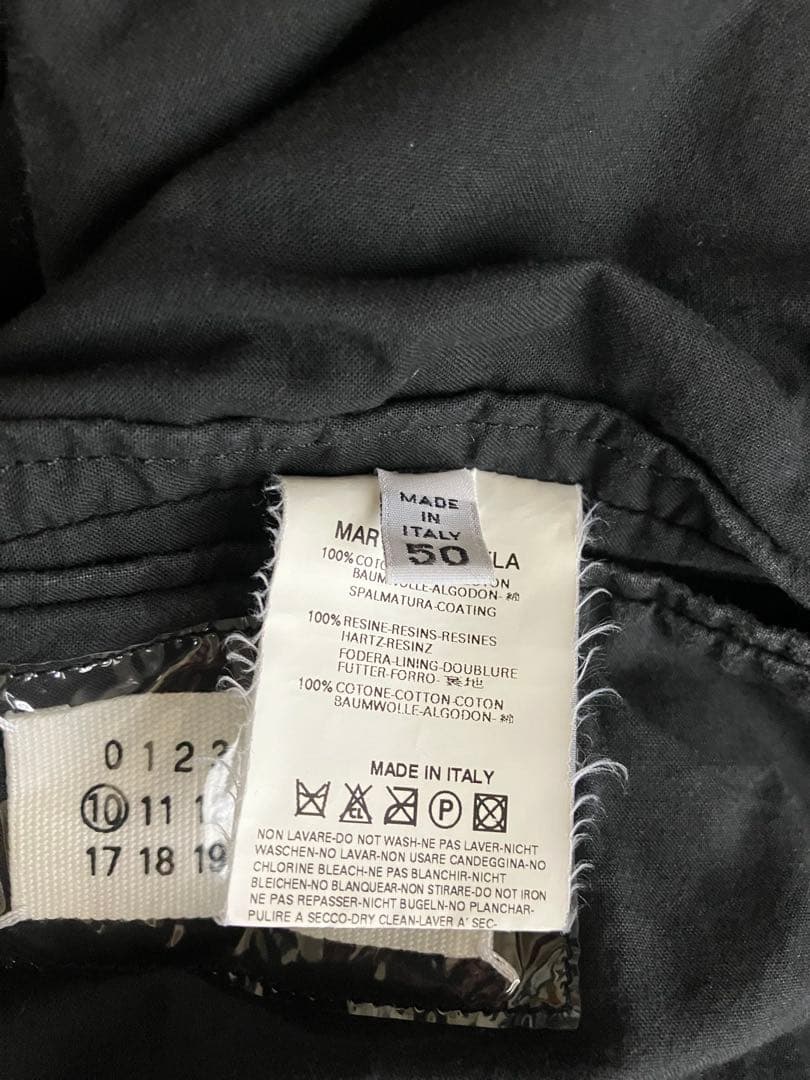 MADE
IN
ITALY
50
MAR LA
100%
BAUMWOLLE-ALGODON-綿
SPALMATURA-COATING
100% RESINE-RESINS-RESINES
HARTZ-RESINZ
FODERA-LINING-DOUBLURE
FUTTER-FORRO-裏地
100% COTONE-COTTON-COTON
BAUMWOLLE-ALGODON-綿
MADE IN ITALY
CL P
NON LAVARE-DO NOT WASH-NE PAS LAVER-NICHT
WASCHEN-NO LAVAR-NON USARE CANDEGGINA-NO
CHLORINE BLEACH-NE PAS BLANCHIR-NICHT
BLEICHEN-NO BLANQUEAR-NON STIRARE-DO NOT IRON
NE PAS REPASSER-NICHT BUGELN-NO PLANCHAR-
PULIRE A SECCO-DRY CLEAN-LAVER A' SEC-
0 1 2 3
10 11 12
17 18 19